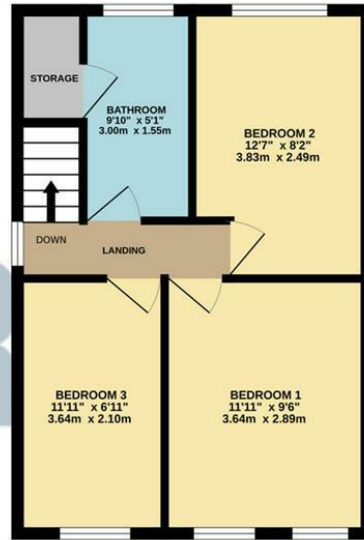 STORAGE
BATHROOM
9'10" x 5'1"
3.00m x 1.55m
BEDROOM 2
12'7" x 8'2"
3.83m x 2.49m
DOWN
LANDING
BEDROOM 3
11'11" x 6'11"
3.64m x 2.10m
BEDROOM 1
11'11" x 9'6"
3.64m x 2.89m